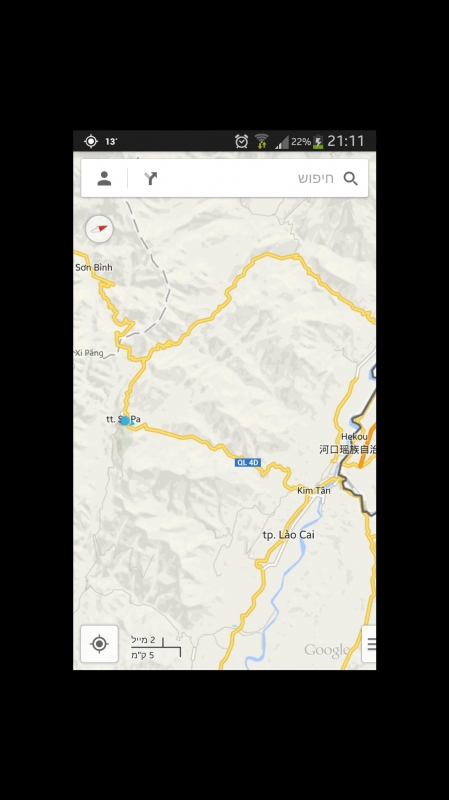 13°
22%
21:11
חיפוש
Sơn Bình
Xi Păng
tt. Sa Pa
QL 4D
Hekou
河口瑶族自治
Kim Tân
tp. Lào Cai
2 מייל
5 ק"מ
Google